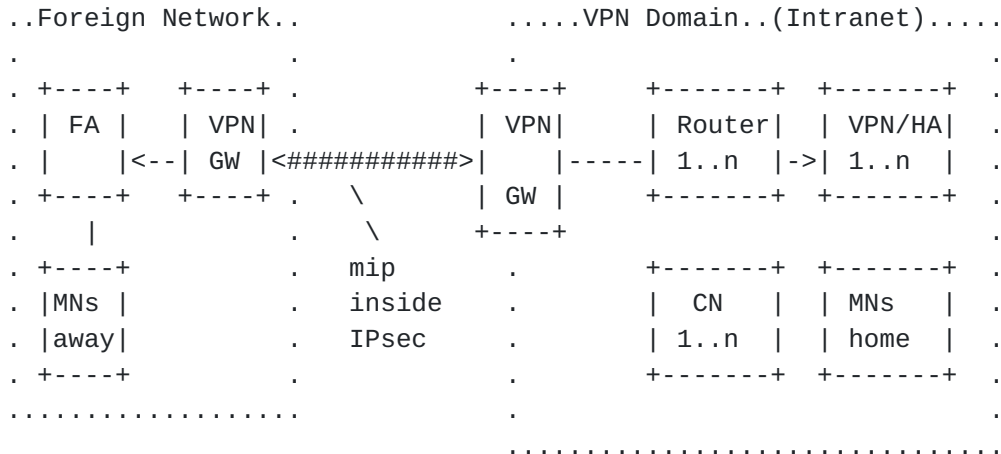 ..Foreign Network..             .....VPN Domain..(Intranet).....
.                 .             .                               .
. +----+   +----+ .           +----+     +-------+  +-------+  .
. | FA |   | VPN| .           | VPN|     | Router|  | VPN/HA|  .
. |    |<--| GW |<###########>|    |-----| 1..n  |->| 1..n  |  .
. +----+   +----+ .   \       | GW |     +-------+  +-------+  .
.    |            .    \      +----+                           .
. +----+          .   mip       .        +-------+  +-------+  .
. |MNs |          .   inside    .        |  CN   |  | MNs   |  .
. |away|          .   IPsec     .        | 1..n  |  | home  |  .
. +----+          .             .        +-------+  +-------+  .
...................             .                              .
                                ................................